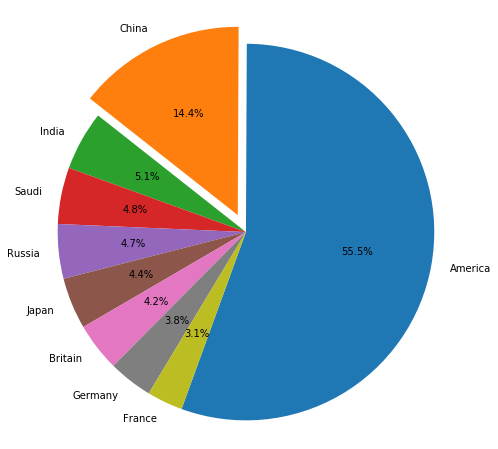 China
14.4%
India
5.1%
Saudi
4.8%
Russia
4.7%
Japan
4.4%
Britain
4.2%
Germany
3.8%
France
3.1%
America
55.5%